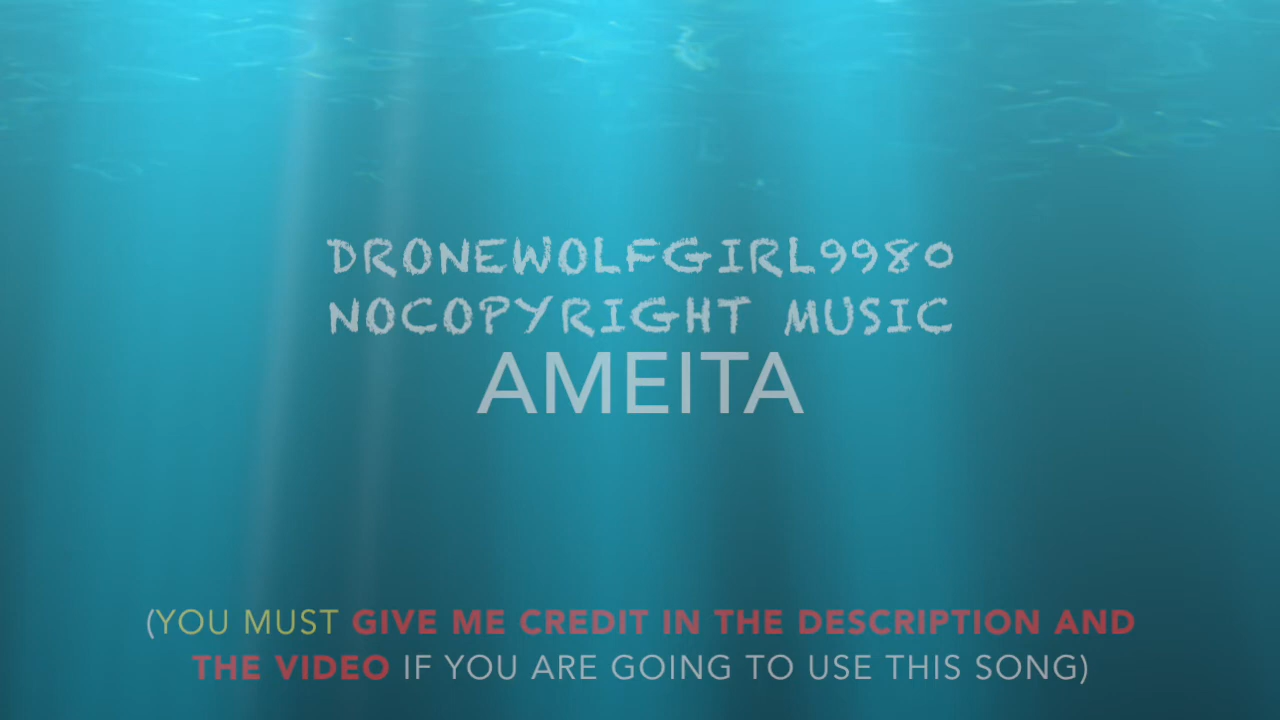 DRONEWOLFGIRL9980
NOCOPYRIGHT MUSIC
AMEITA
(YOU MUST GIVE ME CREDIT IN THE DESCRIPTION AND
THE VIDEO IF YOU ARE GOING TO USE THIS SONG)